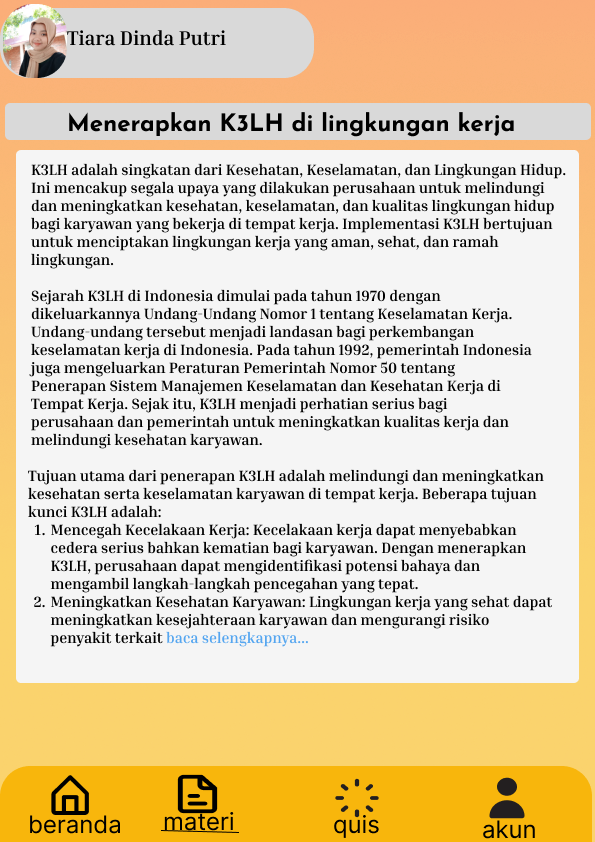 Tiara Dinda Putri
Menerapkan K3LH di lingkungan kerja
K3LH adalah singkatan dari Kesehatan, Keselamatan, dan Lingkungan Hidup.
Ini mencakup segala upaya yang dilakukan perusahaan untuk melindungi
dan meningkatkan kesehatan, keselamatan, dan kualitas lingkungan hidup
bagi karyawan yang bekerja di tempat kerja. Implementasi K3LH bertujuan
untuk menciptakan lingkungan kerja yang aman, sehat, dan ramah
lingkungan.
Sejarah K3LH di Indonesia dimulai pada tahun 1970 dengan
dikeluarkannya Undang-Undang Nomor 1 tentang Keselamatan Kerja.
Undang-undang tersebut menjadi landasan bagi perkembangan
keselamatan kerja di Indonesia. Pada tahun 1992, pemerintah Indonesia
juga mengeluarkan Peraturan Pemerintah Nomor 50 tentang
Penerapan Sistem Manajemen Keselamatan dan Kesehatan Kerja di
Tempat Kerja. Sejak itu, K3LH menjadi perhatian serius bagi
perusahaan dan pemerintah untuk meningkatkan kualitas kerja dan
melindungi kesehatan karyawan.
Tujuan utama dari penerapan K3LH adalah melindungi dan meningkatkan
kesehatan serta keselamatan karyawan di tempat kerja. Beberapa tujuan
kunci K3LH adalah:
1. Mencegah Kecelakaan Kerja: Kecelakaan kerja dapat menyebabkan
cedera serius bahkan kematian bagi karyawan. Dengan menerapkan
K3LH, perusahaan dapat mengidentifikasi potensi bahaya dan
mengambil langkah-langkah pencegahan yang tepat.
2. Meningkatkan Kesehatan Karyawan: Lingkungan kerja yang sehat dapat
meningkatkan kesejahteraan karyawan dan mengurangi risiko
penyakit terkait baca selengkapnya...
beranda
materi
quis
akun